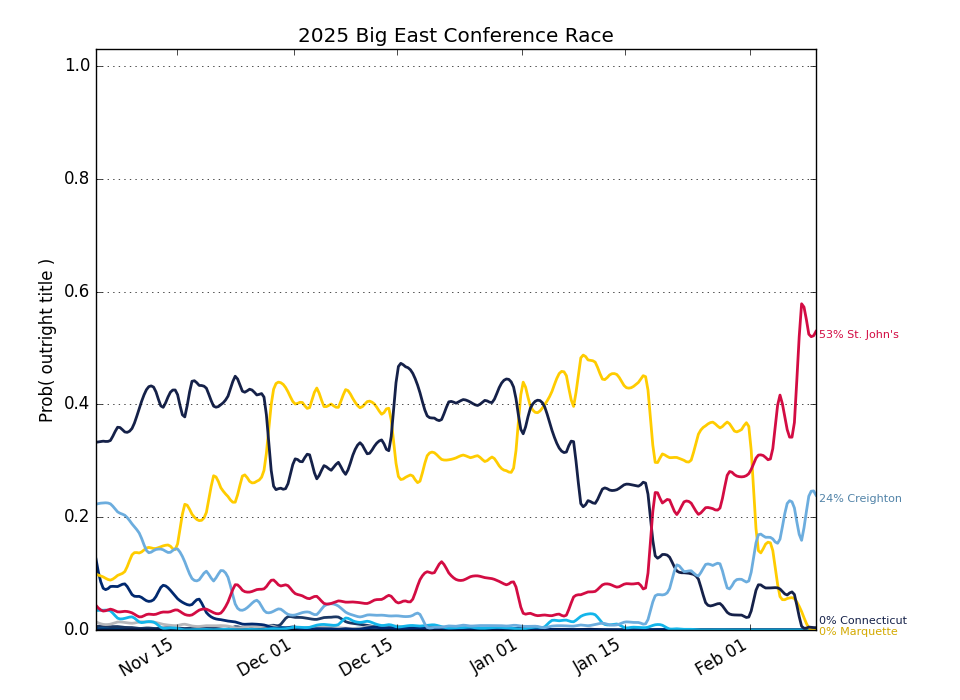 2025 Big East Conference Race
Prob( outright title )
1.0
0.8
0.6
0.4
0.2
0.0
53% St. John's
24% Creighton
0% Connecticut
0% Marquette
Nov 15
Dec 01
Dec 15
Jan 01
Jan 15
Feb 01